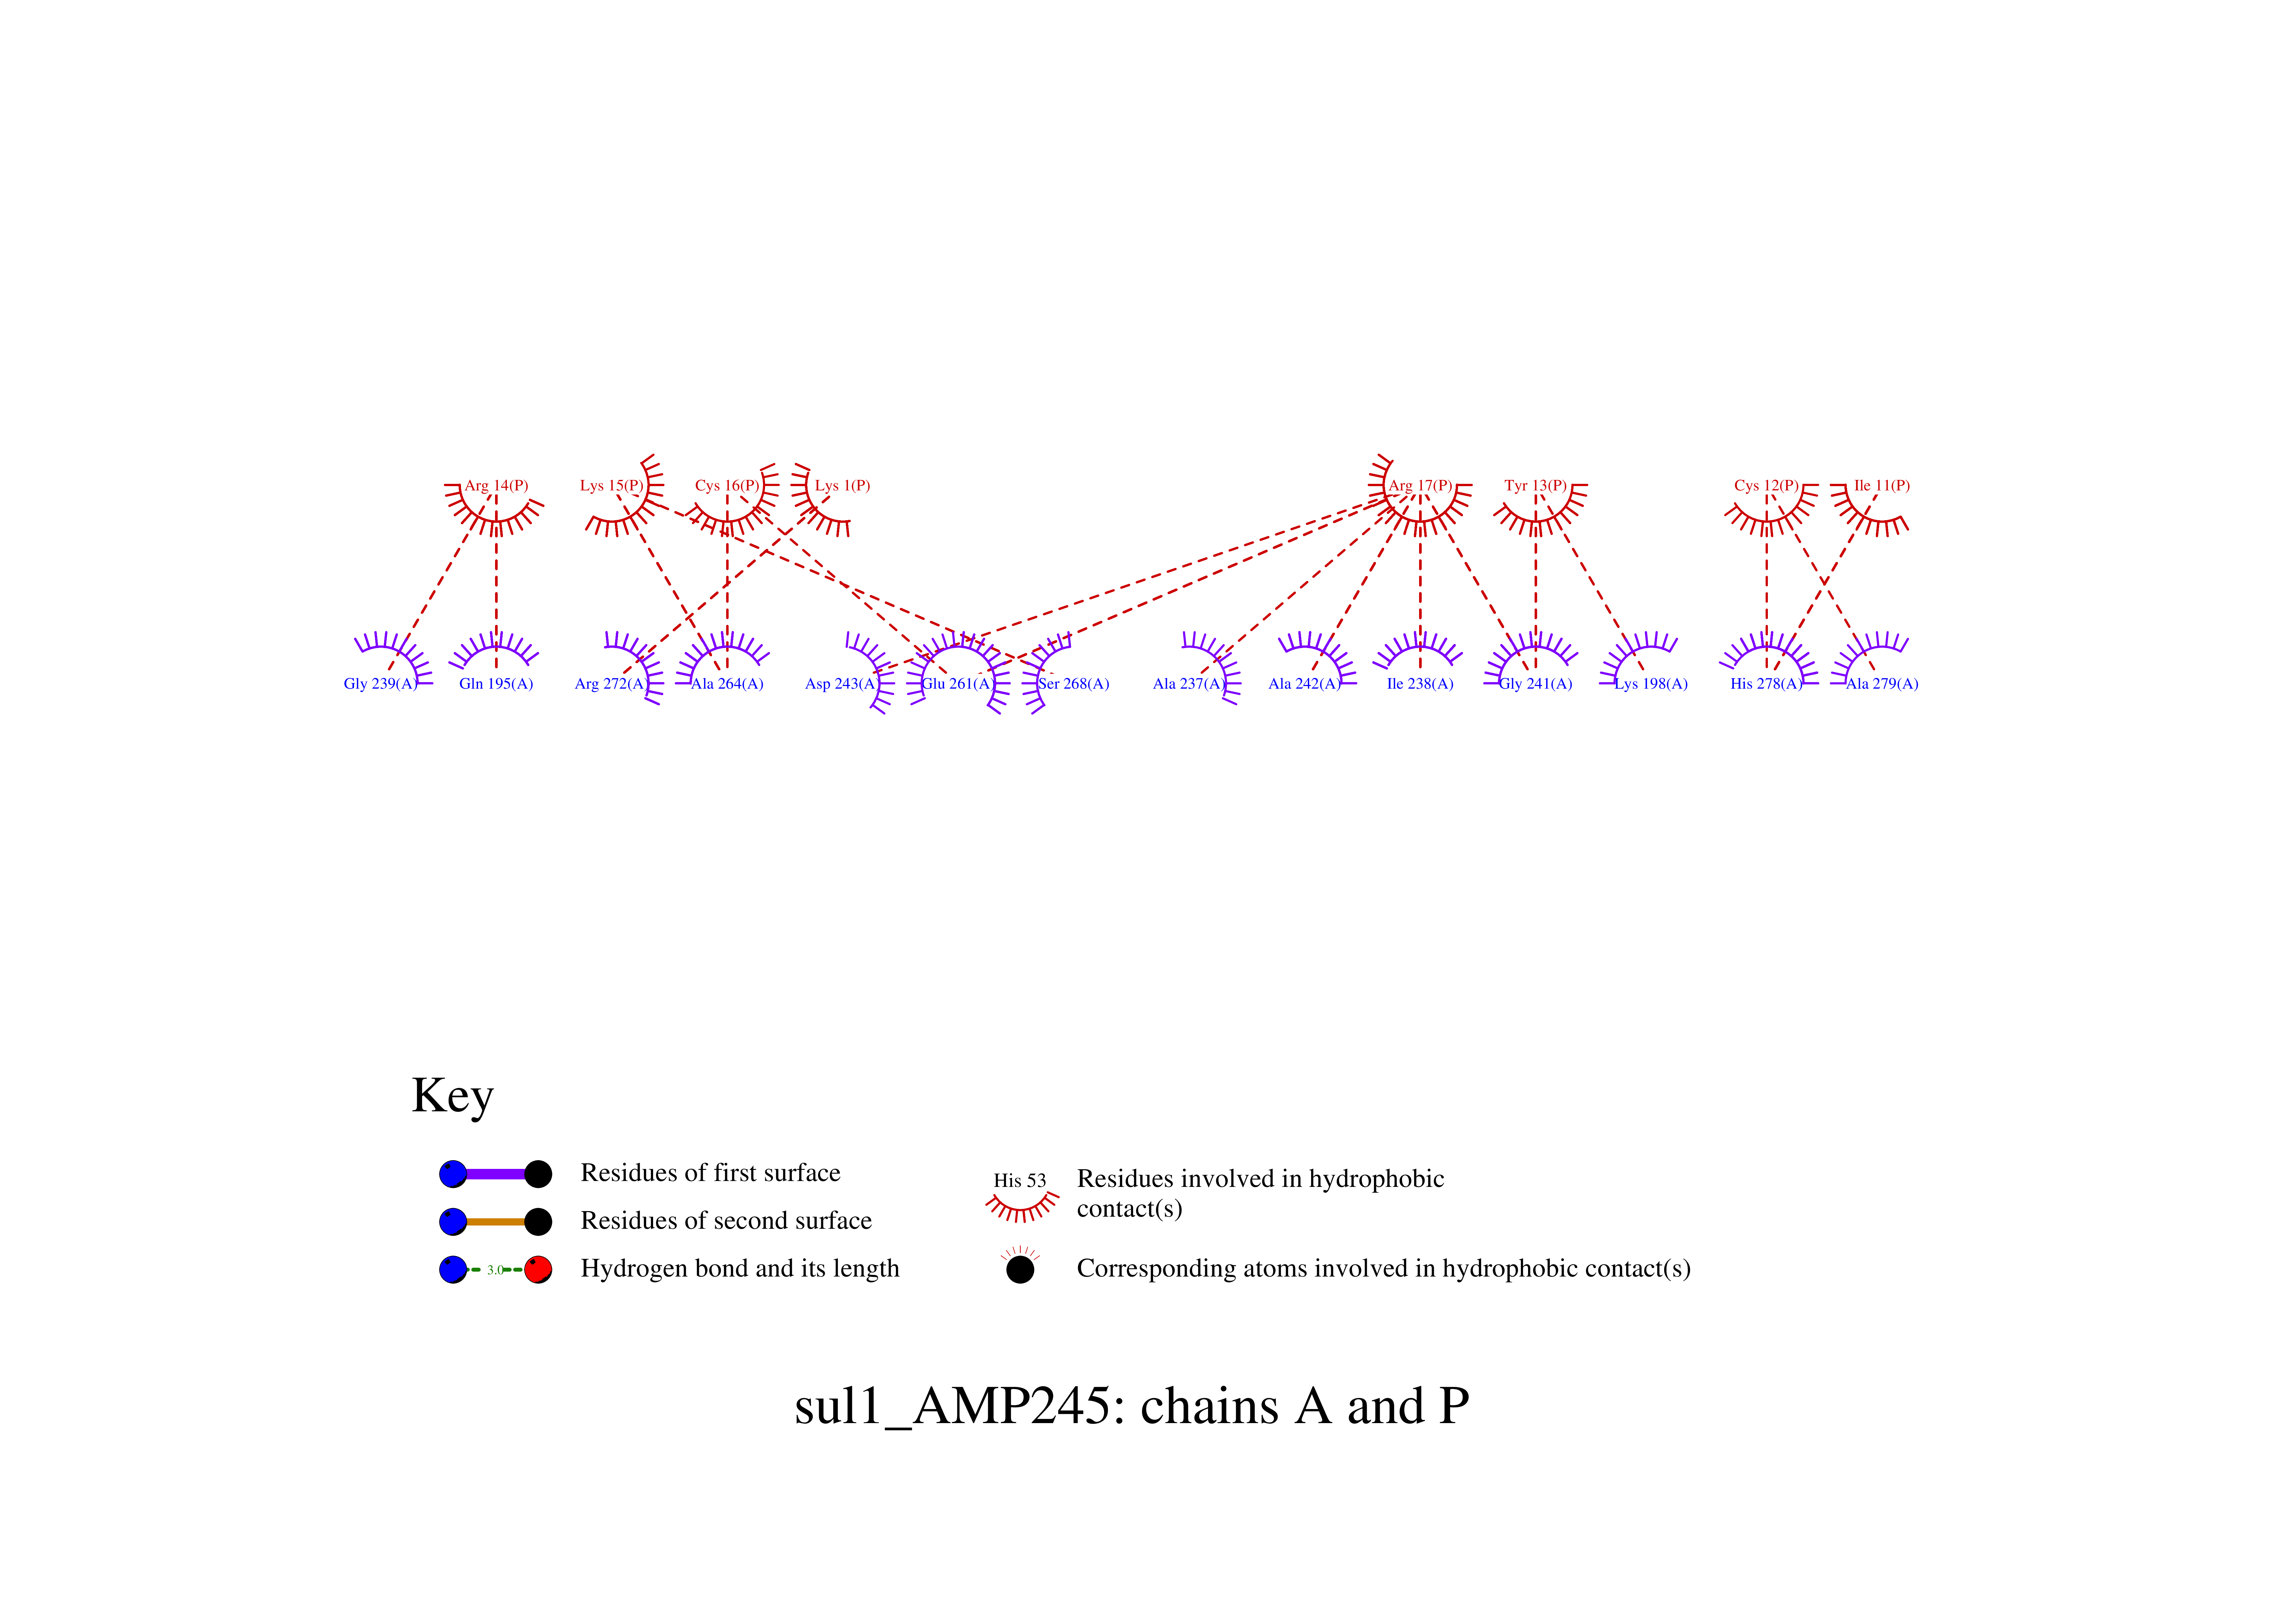 Arg 14(P) Lys 15(P) Cys 16(P) Lys 1(P) Arg 17(P) Tyr 13(P) Cys 12(P) Ile 11(P)
Gly 239(A) Gln 195(A) Arg 272(A) Ala 264(A) Asp 243(A) Glu 261(A) Ser 268(A) Ala 237(A) Ala 242(A) Ile 238(A) Gly 241(A) Lys 198(A) His 278(A) Ala 279(A)
Key
Residues of first surface
Residues of second surface
3.0 Hydrogen bond and its length
His 53 Residues involved in hydrophobic
contact(s)
Corresponding atoms involved in hydrophobic contact(s)
sul1_AMP245: chains A and P